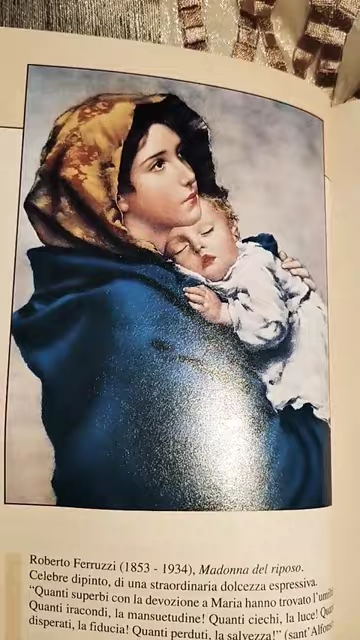 Roberto Ferruzzi (1853 - 1934), Madonna del riposo.
Celebre dipinto, di una straordinaria dolcezza espressiva.
“Quanti superbi con la devozione a Maria hanno trovato
Quanti iracondi, la mansuetudine! Quanti ciechi, la luce!
disperati, la fiducia! Quanti perduti, la salvezza!” (sant'